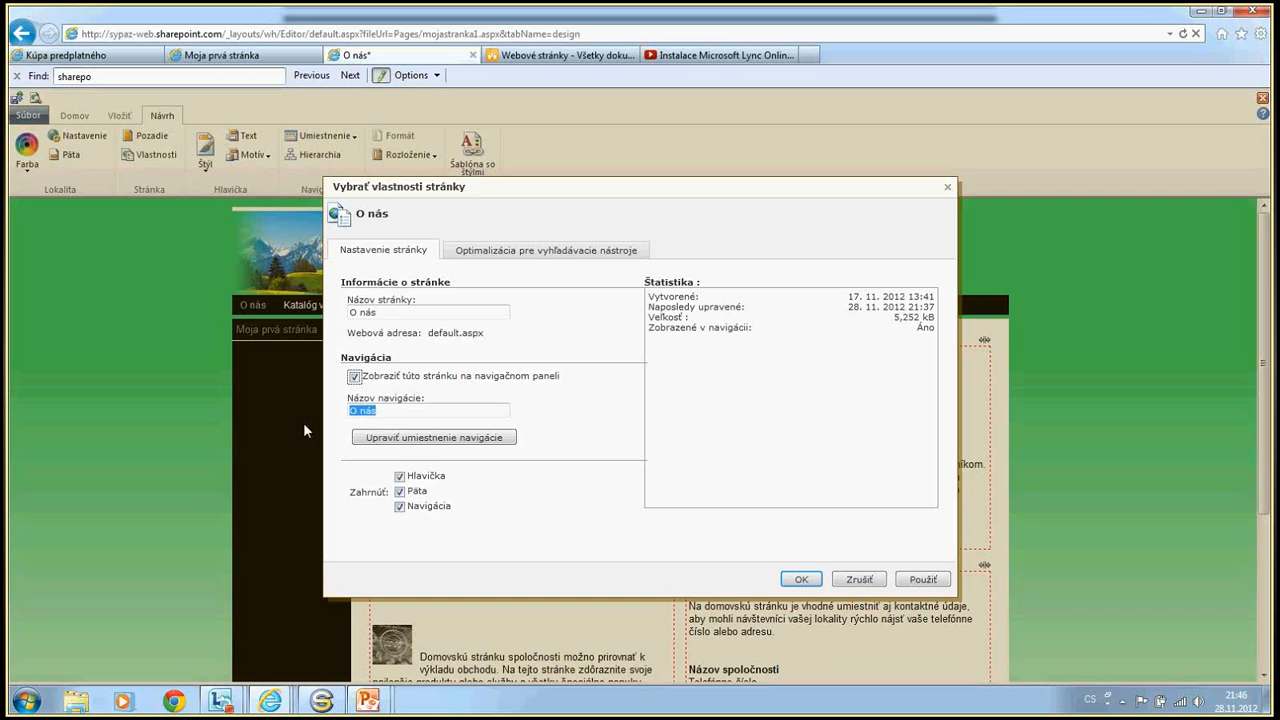 http://sypaz-web.sharepoint.com/_layouts/wh/Editor/default.aspx?fileUrl=Pages/mojastranka1.aspx&tabname=design
Kúpa predplatného
Moja prvá stránka
O nás*
Webové stránky - Všetky doku...
Instalace Microsoft Lync Onlin...
Find: sharepo Previous Next Options
Súbor Domov Vložiť Návrh
Nastavenie Pozadie Text Umiestnenie Formát
Farba Päta Vlastnosti Štýl Motív Hierarchia Rozloženie Šablóna so štýlmi
Lokalita Stránka Hlavička
Vybrať vlastnosti stránky
O nás
Nastavenie stránky Optimalizácia pre vyhľadávacie nástroje
Informácie o stránke
Názov stránky:
O nás
Webová adresa: default.aspx
Navigácia
Zobraziť túto stránku na navigačnom paneli
Názov navigácie:
O nás
Upraviť umiestnenie navigácie
Zahrnúť:
Hlavička
Päta
Navigácia
Štatistika :
Vytvorené: 17. 11. 2012 13:41
Naposledy upravené: 28. 11. 2012 21:37
Veľkosť : 5,252 kB
Zobrazené v navigácii: Áno
OK Zrušiť Použiť
O nás Katalóg
Moja prvá stránka
Na domovskú stránku je vhodné umiestniť aj kontaktné údaje,
aby mohli návštevníci vašej lokality rýchlo nájsť vaše telefónne
číslo alebo adresu.
Domovskú stránku spoločnosti možno prirovnať k
výkladu obchodu. Na tejto stránke zdôraznite svoje
Názov spoločnosti
CS
21:46
28.11.2012